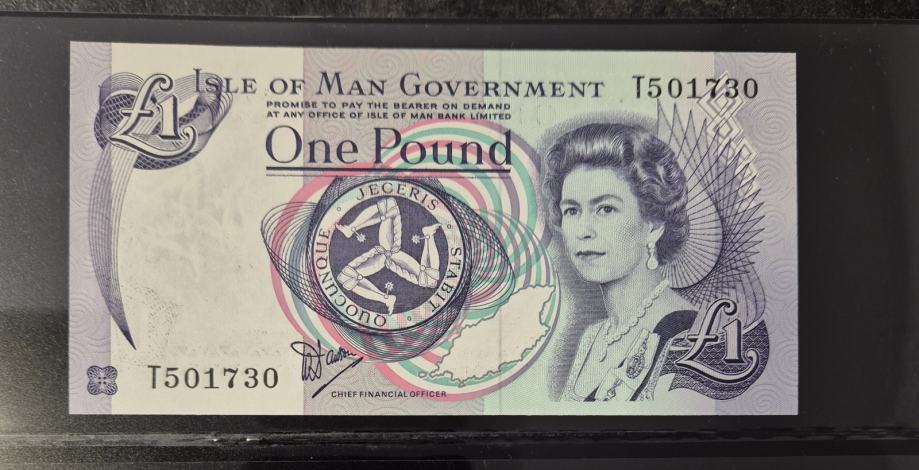 £1
ISLE OF MAN GOVERNMENT
T501730
PROMISE TO PAY THE BEARER ON DEMAND
AT ANY OFFICE OF ISLE OF MAN BANK LIMITED
One Pound
QUOCUNQUE JECERIS STABIT
T501730
CHIEF FINANCIAL OFFICER
£1